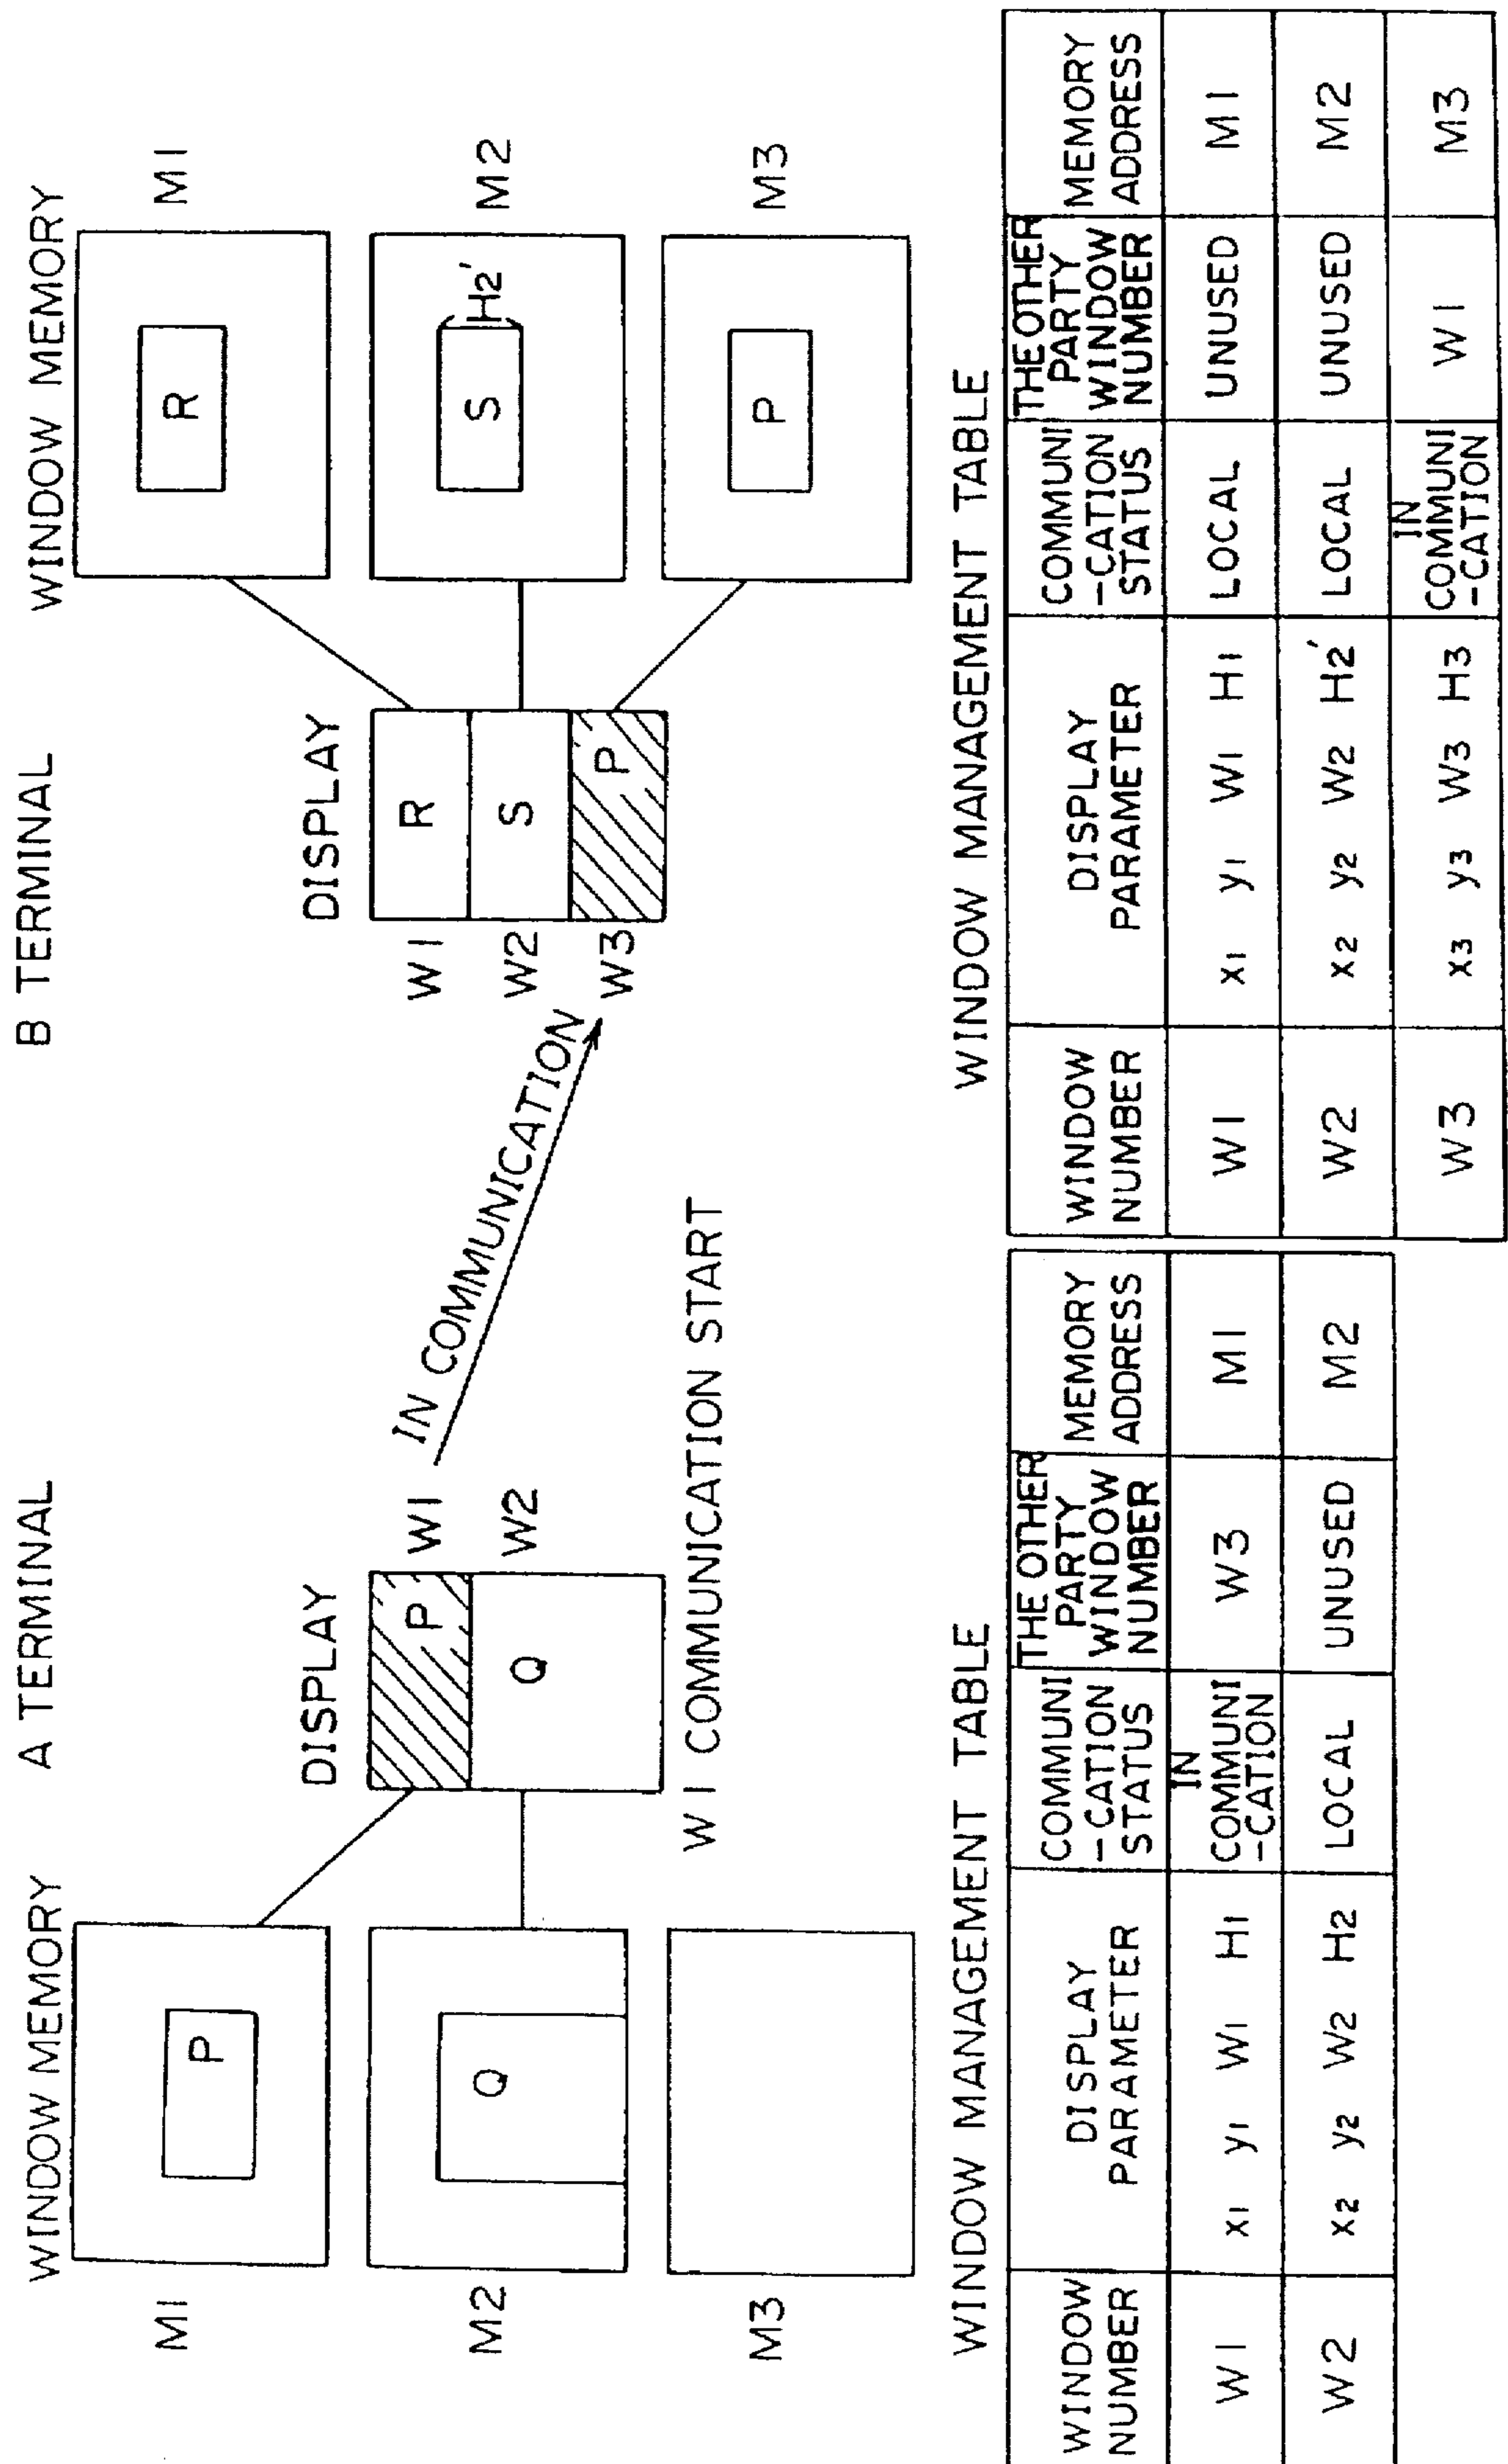 A TERMINAL
B TERMINAL
WINDOW MEMORY
M1
P
M2
Q
M3
DISPLAY
P
Q
W1
W2
IN COMMUNICATION
W1 COMMUNICATION START
DISPLAY
W1
W2
W3
R
S
P
WINDOW MEMORY
R
M1
S
H2'
M2
P
M3
WINDOW MANAGEMENT TABLE
WINDOW
NUMBER
DISPLAY
PARAMETER
COMMUNI
-CATION
STATUS
THE OTHER
PARTY
WINDOW
NUMBER
MEMORY
ADDRESS
W1
x1 y1 W1 H1
IN
COMMUNI
-CATION
W3
M1
W2
x2 y2 W2 H2
LOCAL
UNUSED
M2
WINDOW MANAGEMENT TABLE
WINDOW
NUMBER
DISPLAY
PARAMETER
COMMUNI
-CATION
STATUS
THE OTHER
PARTY
WINDOW
NUMBER
MEMORY
ADDRESS
W1
x1 y1 W1 H1
LOCAL
UNUSED
M1
W2
x2 y2 W2 H2'
LOCAL
UNUSED
M2
W3
x3 y3 W3 H3
IN
COMMUNI
-CATION
W1
M3